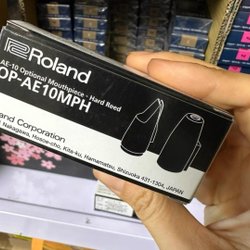 Roland
AE-10 Optional Mouthpiece - Hard Reed
OP-AE10MPH
and Corporation
Nakagawa, Hosoe-cho, Kita-ku, Hamamatsu, Shizuoka 431-1304, JAPAN